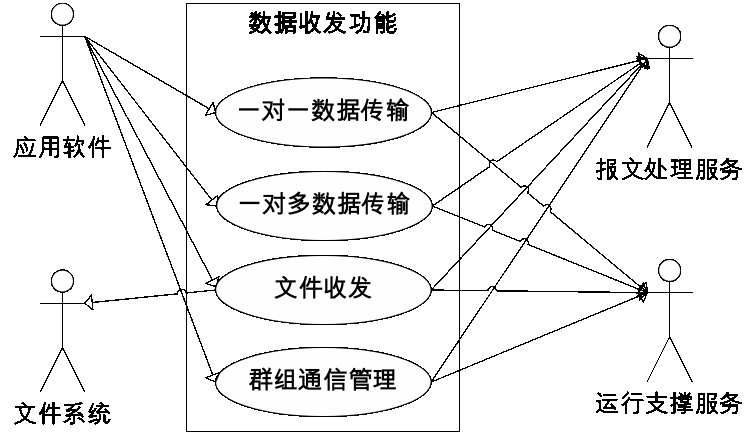 数据收发功能
一对一数据传输
应用软件
报文处理服务
一对多数据传输
文件收发
群组通信管理
文件系统
运行支撑服务